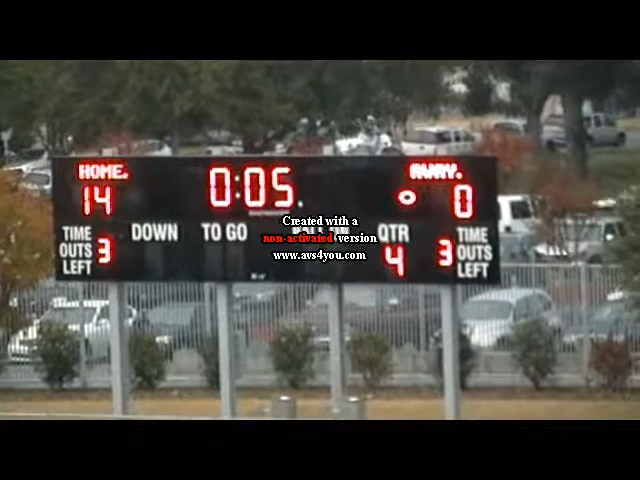 HOME.
14
0:05.
0
TIME OUTS LEFT 3
DOWN
TO GO
QTR
4
3 TIME OUTS LEFT
Created with a
non-activated version
www.avs4you.com